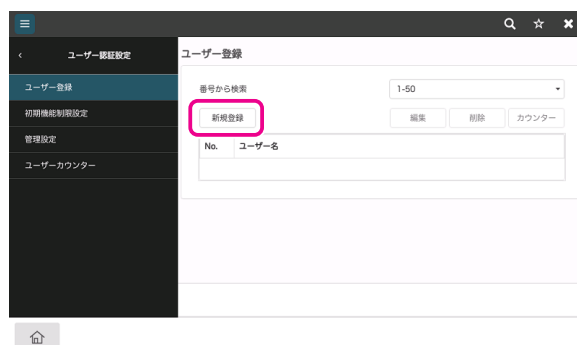 ユーザー認証設定
ユーザー登録
初期機能制限設定
管理設定
ユーザーカウンター
ユーザー登録
番号から検索 1-50
新規登録 編集 削除 カウンター
No. ユーザー名